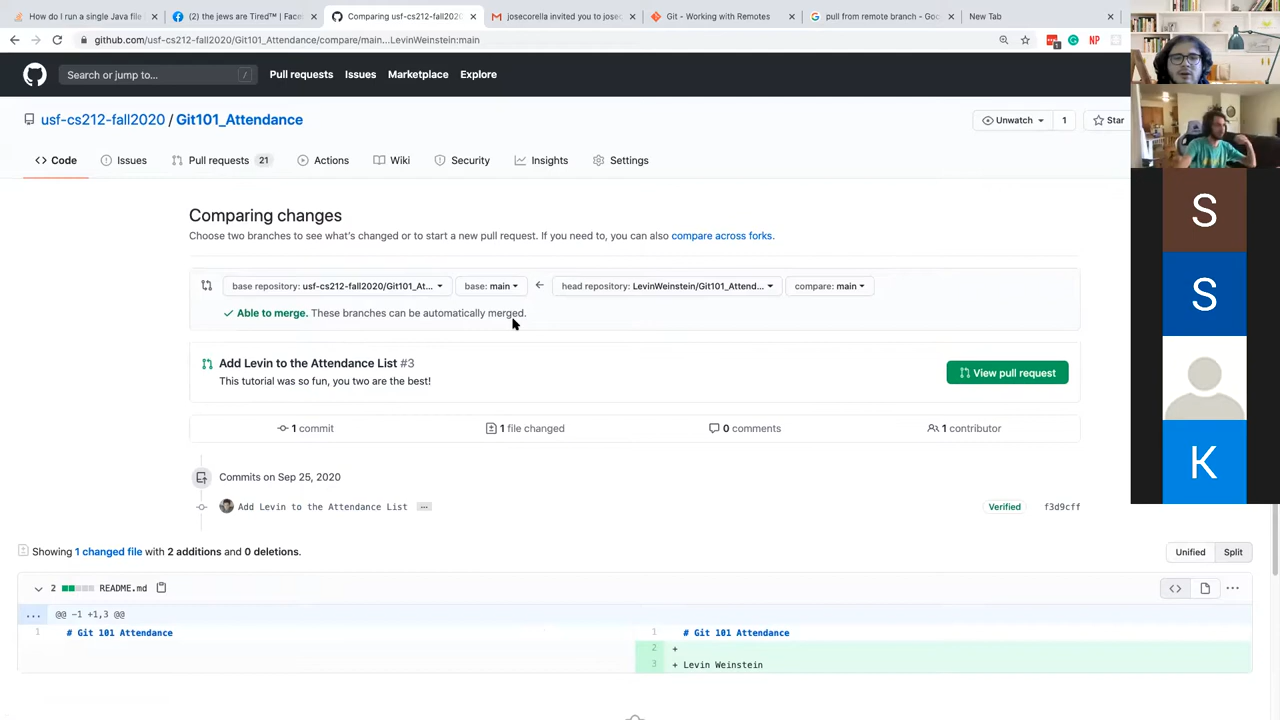 How do I run a single Java file
(2) the jews are Tired™ | Fac
Comparing usf-cs212-fall2020
josecorella invited you to jose
Git - Working with Remotes
pull from remote branch - Goo
New Tab
github.com/usf-cs212-fall2020/Git101_Attendance/compare/main...LevinWeinstein:main
1
NP
Search or jump to...
/
Pull requests
Issues
Marketplace
Explore
usf-cs212-fall2020 / Git101_Attendance
Unwatch
1
Star
Code
Issues
Pull requests 21
Actions
Wiki
Security
Insights
Settings
Comparing changes
Choose two branches to see what's changed or to start a new pull request. If you need to, you can also compare across forks.
base repository: usf-cs212-fall2020/Git101_At...
base: main
head repository: LevinWeinstein/Git101_Attend...
compare: main
Able to merge. These branches can be automatically merged.
Add Levin to the Attendance List #3
This tutorial was so fun, you two are the best!
View pull request
1 commit
1 file changed
0 comments
1 contributor
Commits on Sep 25, 2020
Add Levin to the Attendance List ...
Verified
f3d9cff
Showing 1 changed file with 2 additions and 0 deletions.
Unified
Split
2 README.md
... @@ -1 +1,3 @@
1 # Git 101 Attendance
1 # Git 101 Attendance
2 +
3 + Levin Weinstein
S
S
K